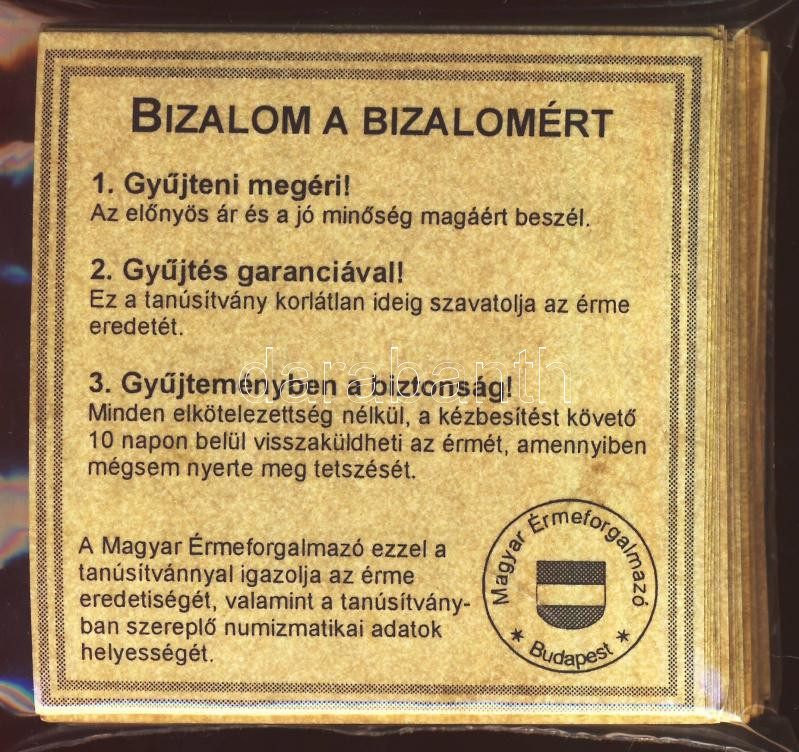 BIZALOM A BIZALOMÉRT
1. Gyűjteni megéri!
Az előnyös ár és a jó minőség magáért beszél.
2. Gyűjtés garanciával!
Ez a tanúsítvány korlátlan ideig szavatolja az érme
eredetét.
darabanth
3. Gyűjteményben a biztonság!
Minden elkötelezettség nélkül, a kézbesítést követő
10 napon belül visszaküldheti az érmét, amennyiben
mégsem nyerte meg tetszését.
A Magyar Érmeforgalmazó ezzel a
tanúsítvánnyal igazolja az érme
eredetiségét, valamint a tanúsítvány-
ban szereplő numizmatikai adatok
helyességét.
Magyar Érmeforgalmazó
* Budapest *